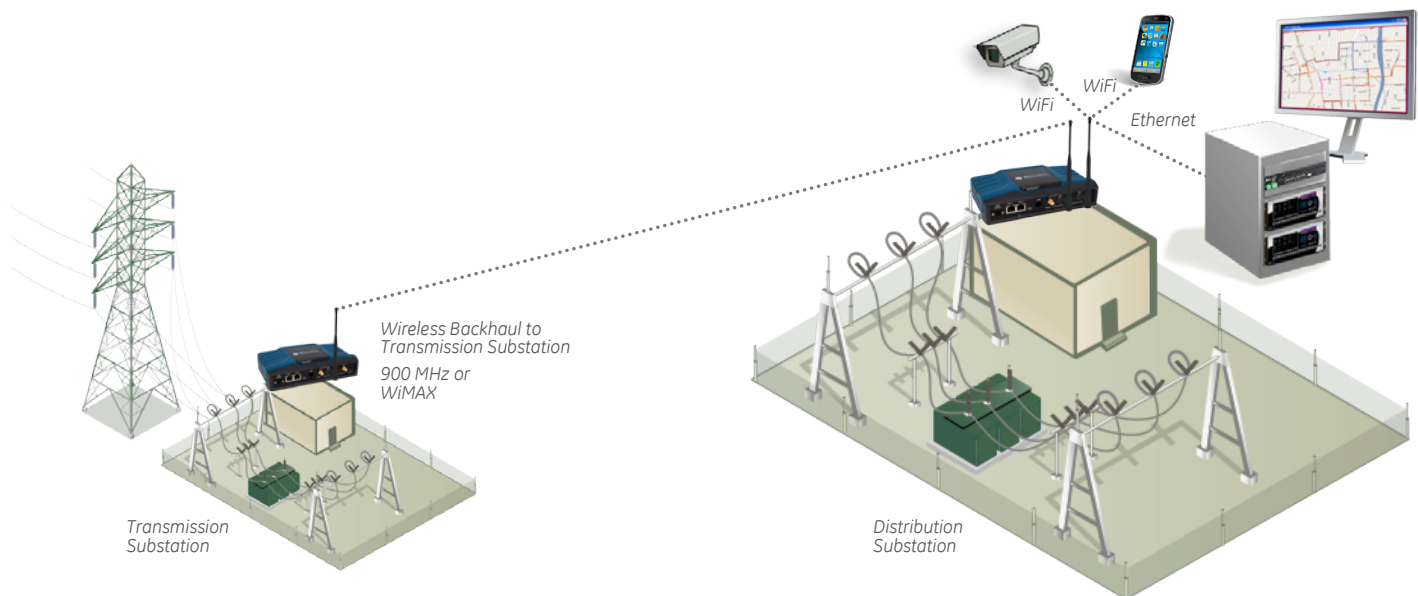 WiFi
WiFi
Ethernet
Wireless Backhaul to
Transmission Substation
900 MHz or
WiMAX
Transmission
Substation
Distribution
Substation